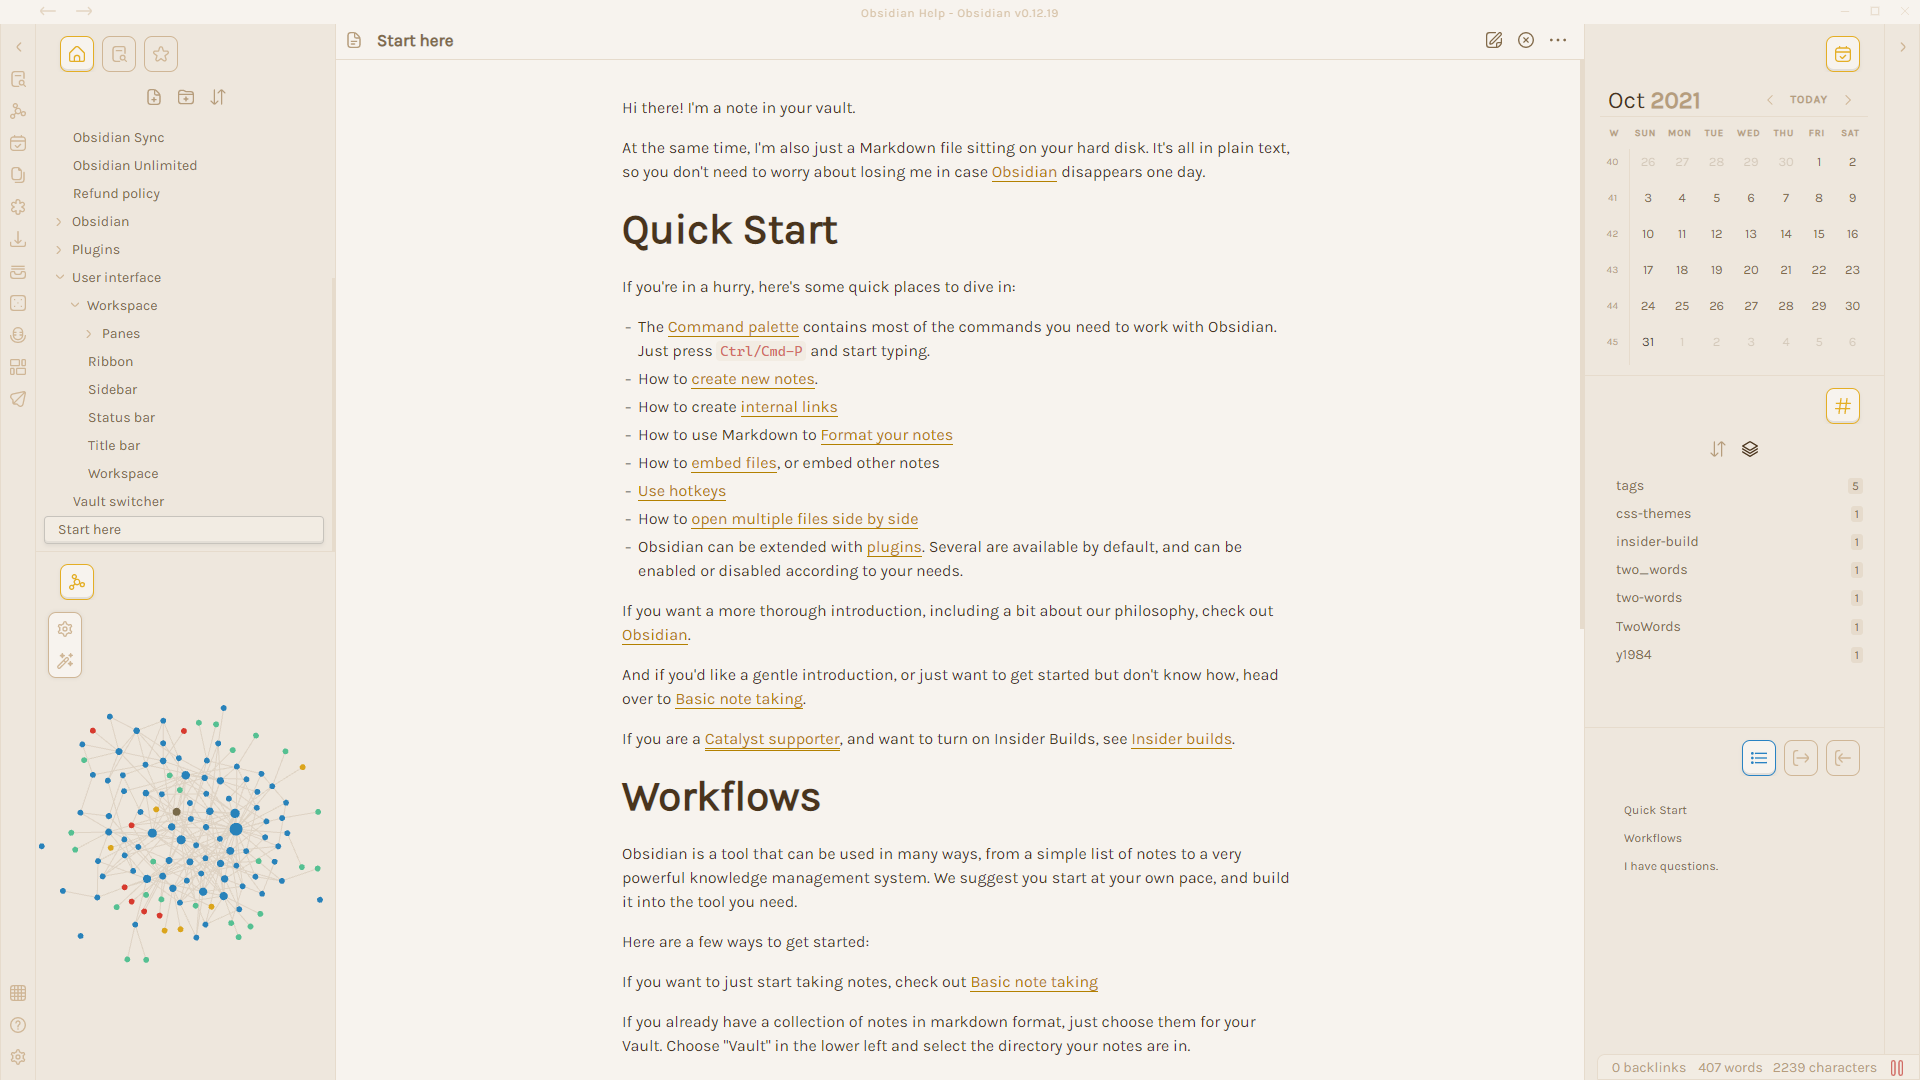 Obsidian Help - Obsidian v0.12.19
Obsidian Sync
Obsidian Unlimited
Refund policy
Obsidian
Plugins
User interface
Workspace
Panes
Ribbon
Sidebar
Status bar
Title bar
Workspace
Vault switcher
Start here
Start here
Hi there! I'm a note in your vault.
At the same time, I'm also just a Markdown file sitting on your hard disk. It's all in plain text,
so you don't need to worry about losing me in case Obsidian disappears one day.
Quick Start
If you're in a hurry, here's some quick places to dive in:
- The Command palette contains most of the commands you need to work with Obsidian.
Just press Ctrl/Cmd-P and start typing.
- How to create new notes.
- How to create internal links
- How to use Markdown to Format your notes
- How to embed files, or embed other notes
- Use hotkeys
- How to open multiple files side by side
- Obsidian can be extended with plugins. Several are available by default, and can be
enabled or disabled according to your needs.
If you want a more thorough introduction, including a bit about our philosophy, check out
Obsidian.
And if you'd like a gentle introduction, or just want to get started but don't know how, head
over to Basic note taking.
If you are a Catalyst supporter, and want to turn on Insider Builds, see Insider builds.
Workflows
Obsidian is a tool that can be used in many ways, from a simple list of notes to a very
powerful knowledge management system. We suggest you start at your own pace, and build
it into the tool you need.
Here are a few ways to get started:
If you want to just start taking notes, check out Basic note taking
If you already have a collection of notes in markdown format, just choose them for your
Vault. Choose "Vault" in the lower left and select the directory your notes are in.
Oct 2021 TODAY
W SUN MON TUE WED THU FRI SAT
40 26 27 28 29 30 1 2
41 3 4 5 6 7 8 9
42 10 11 12 13 14 15 16
43 17 18 19 20 21 22 23
44 24 25 26 27 28 29 30
45 31 1 2 3 4 5 6
tags 5
css-themes 1
insider-build 1
two_words 1
two-words 1
TwoWords 1
y1984 1
Quick Start
Workflows
I have questions.
0 backlinks 407 words 2239 characters